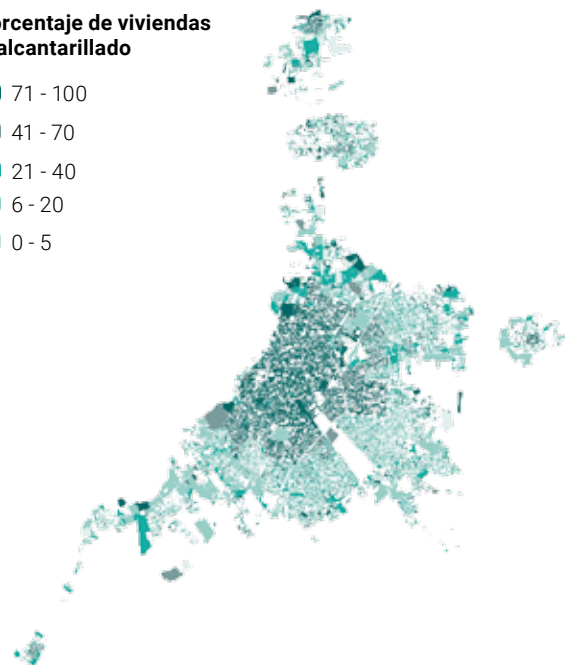 orcentaje de viviendas
alcantarillado
71 - 100
41 - 70
21 - 40
6 - 20
0 - 5